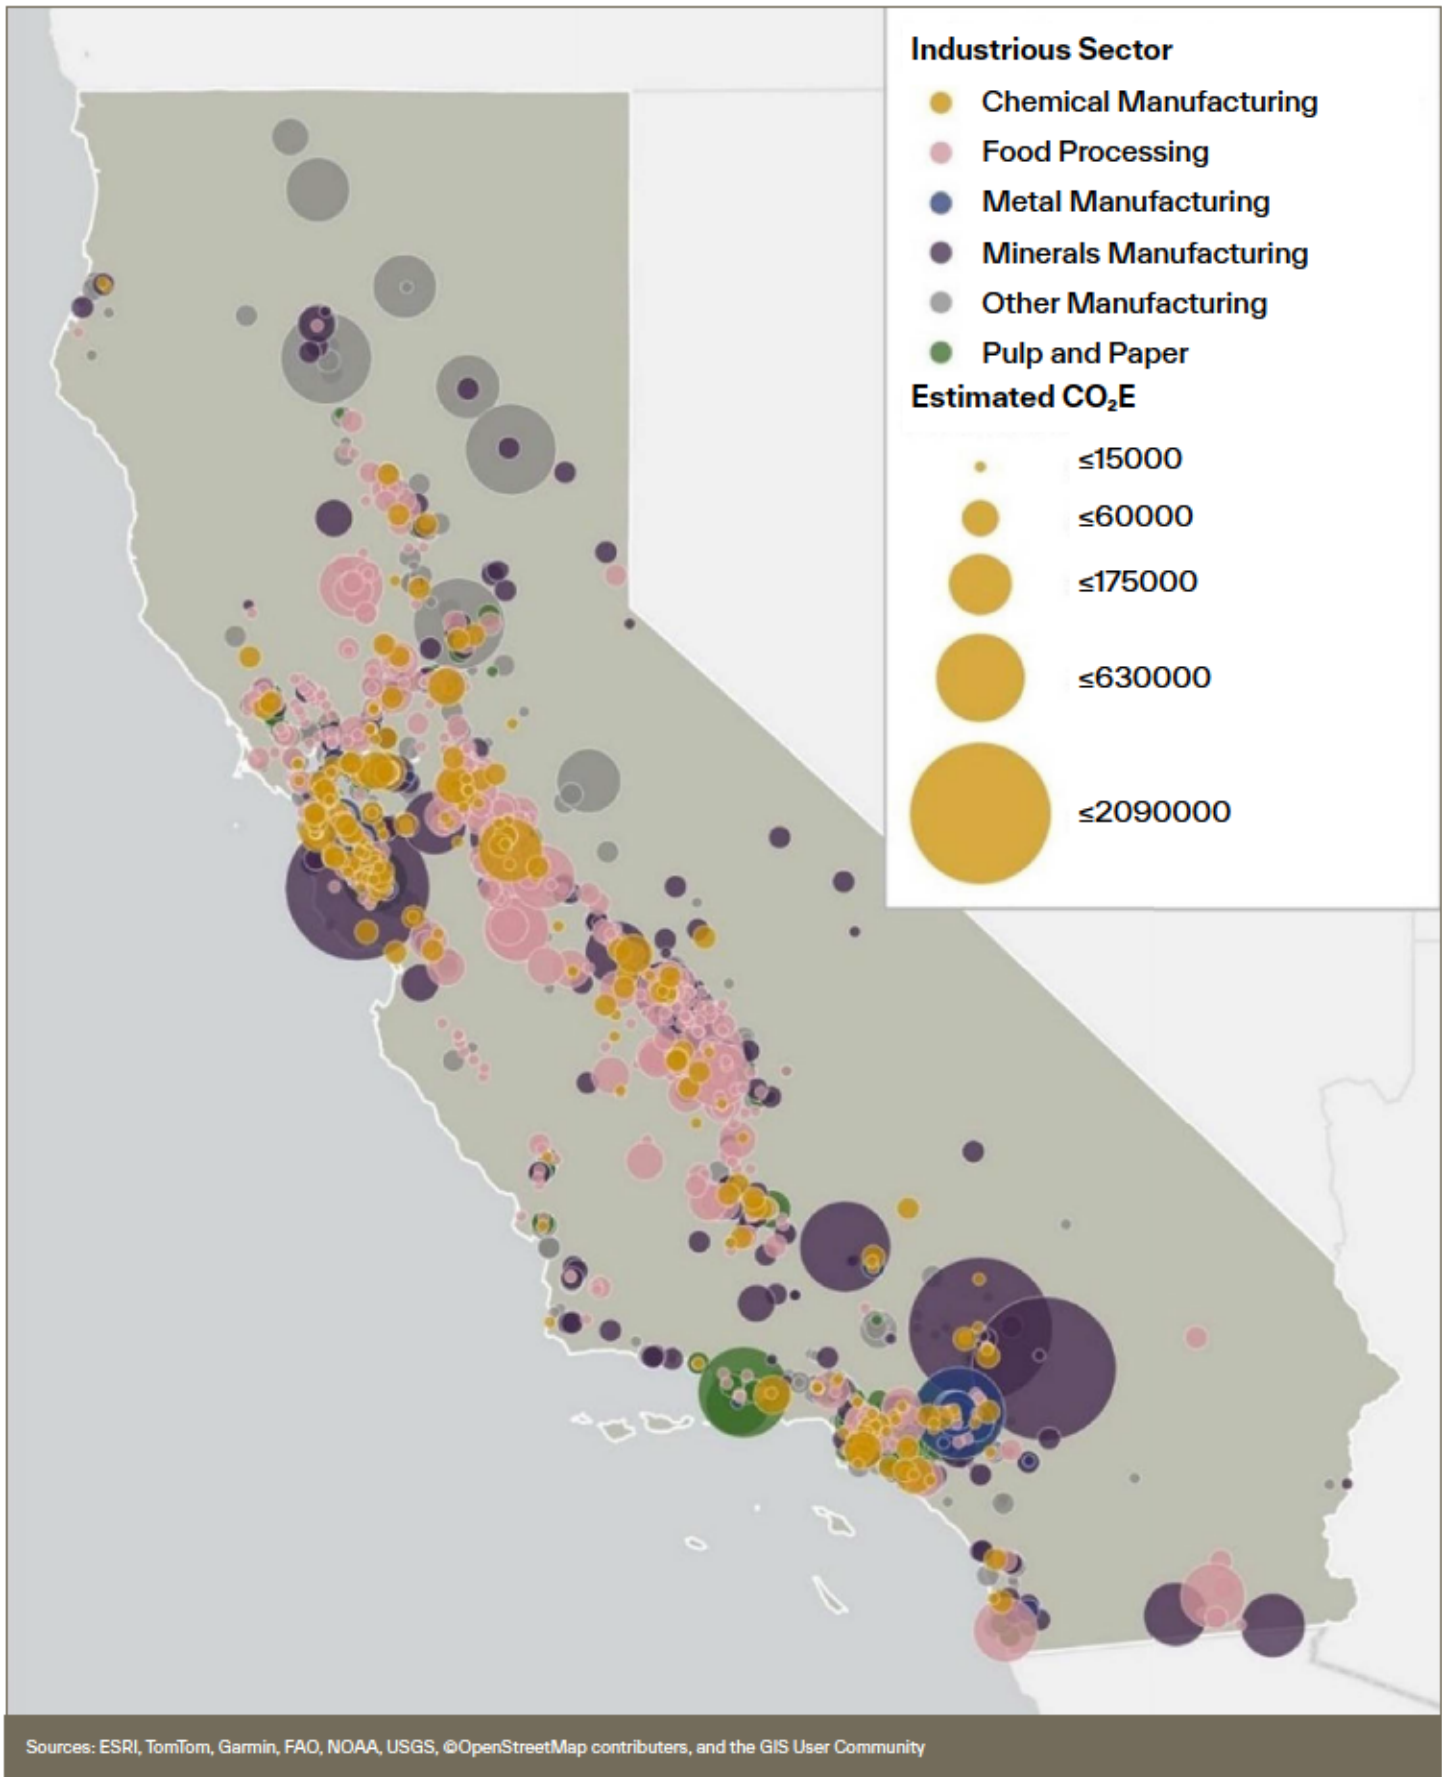 Industrious Sector
Chemical Manufacturing
Food Processing
Metal Manufacturing
Minerals Manufacturing
Other Manufacturing
Pulp and Paper
Estimated CO₂E
≤15000
≤60000
≤175000
≤630000
≤2090000
Sources: ESRI, TomTom, Garmin, FAO, NOAA, USGS, ©OpenStreetMap contributers, and the GIS User Community